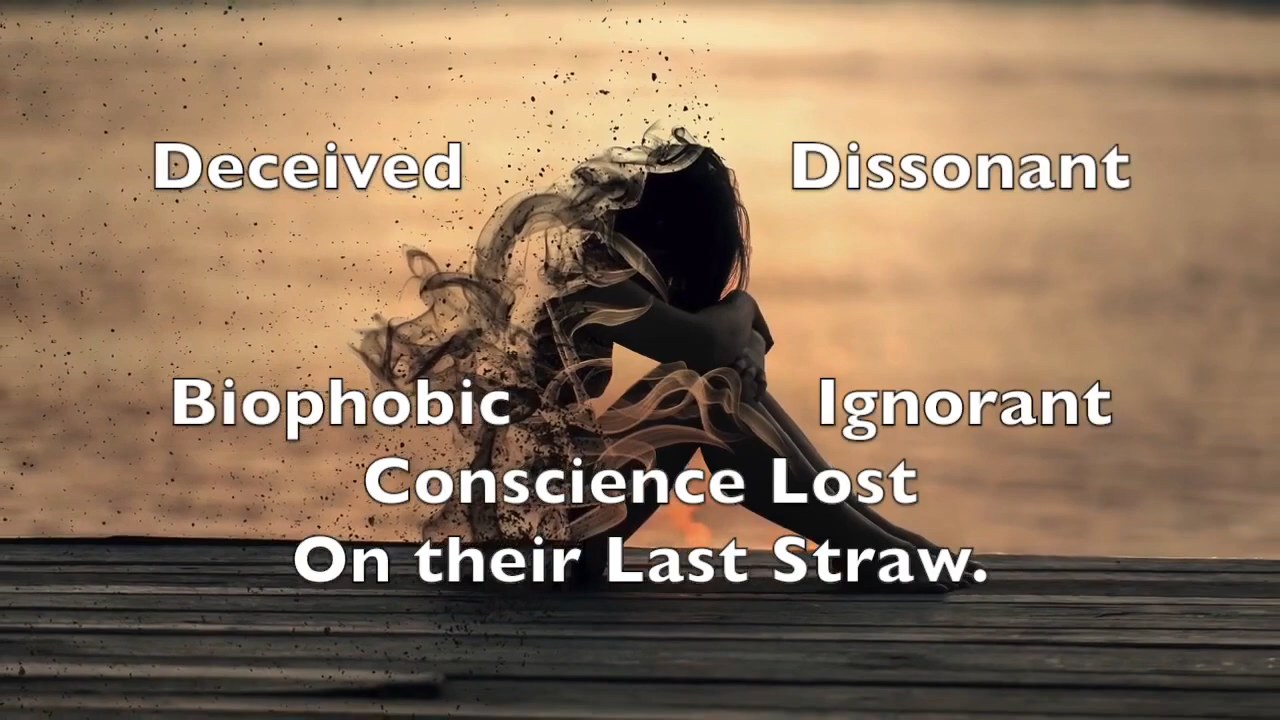 Deceived Dissonant
Biophobic Ignorant
Conscience Lost
On their Last Straw.